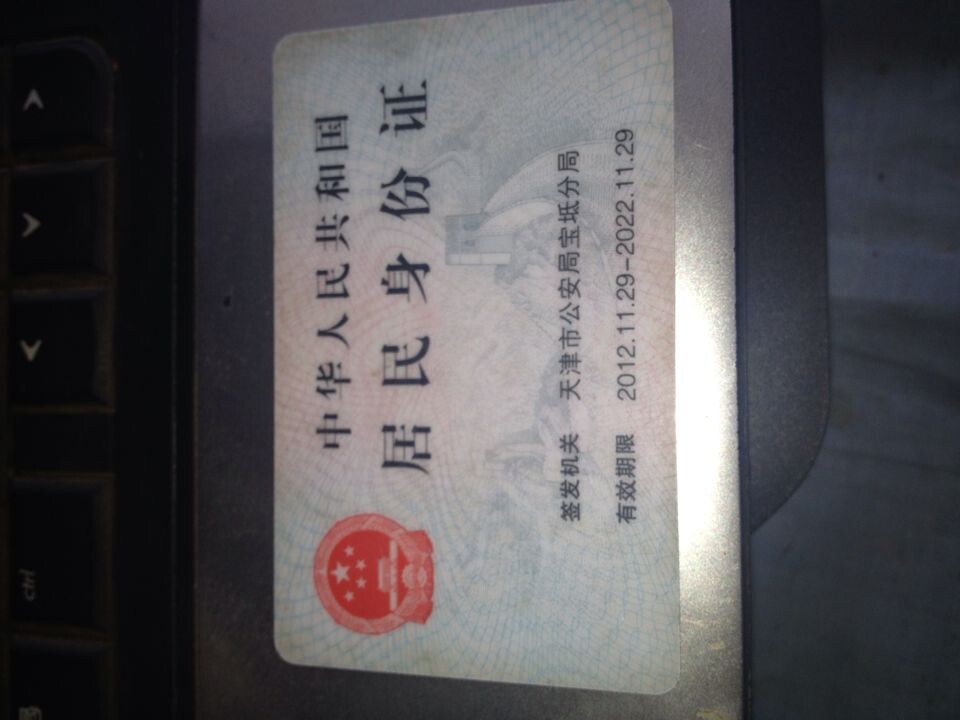 中华人民共和国
居民身份证
签发机关 天津市公安局宝坻分局
有效期限 2012.11.29-2022.11.29
ctrl